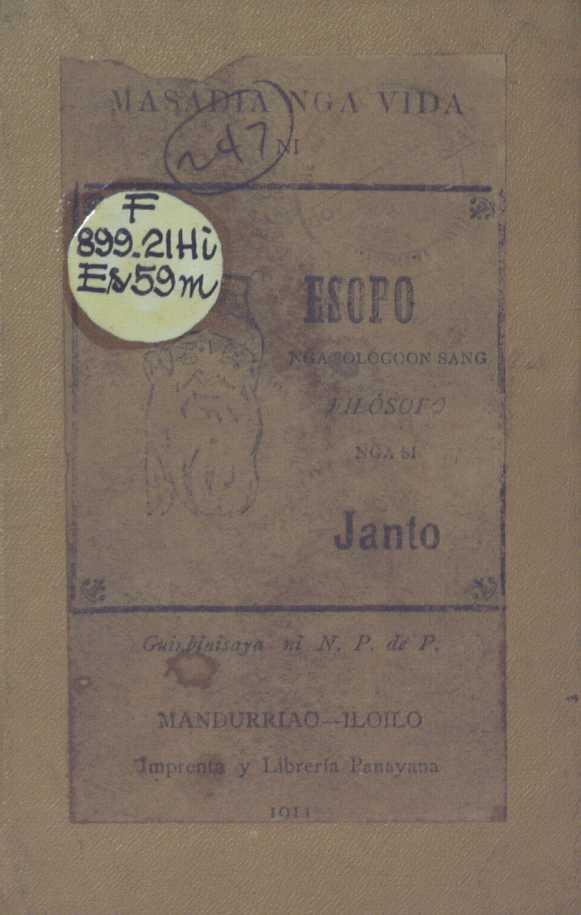 MASADIA NGA VIDA
247
NI
F
899.21Hi
Es59m
ESOPO
NGA OLOGOON SANG
FILÓSOFO
NGA SI
Janto
Guinbinisaya ni N. P. de P.
MANDURRIAO—ILOILO
Imprenta y Librería Panayana
1911